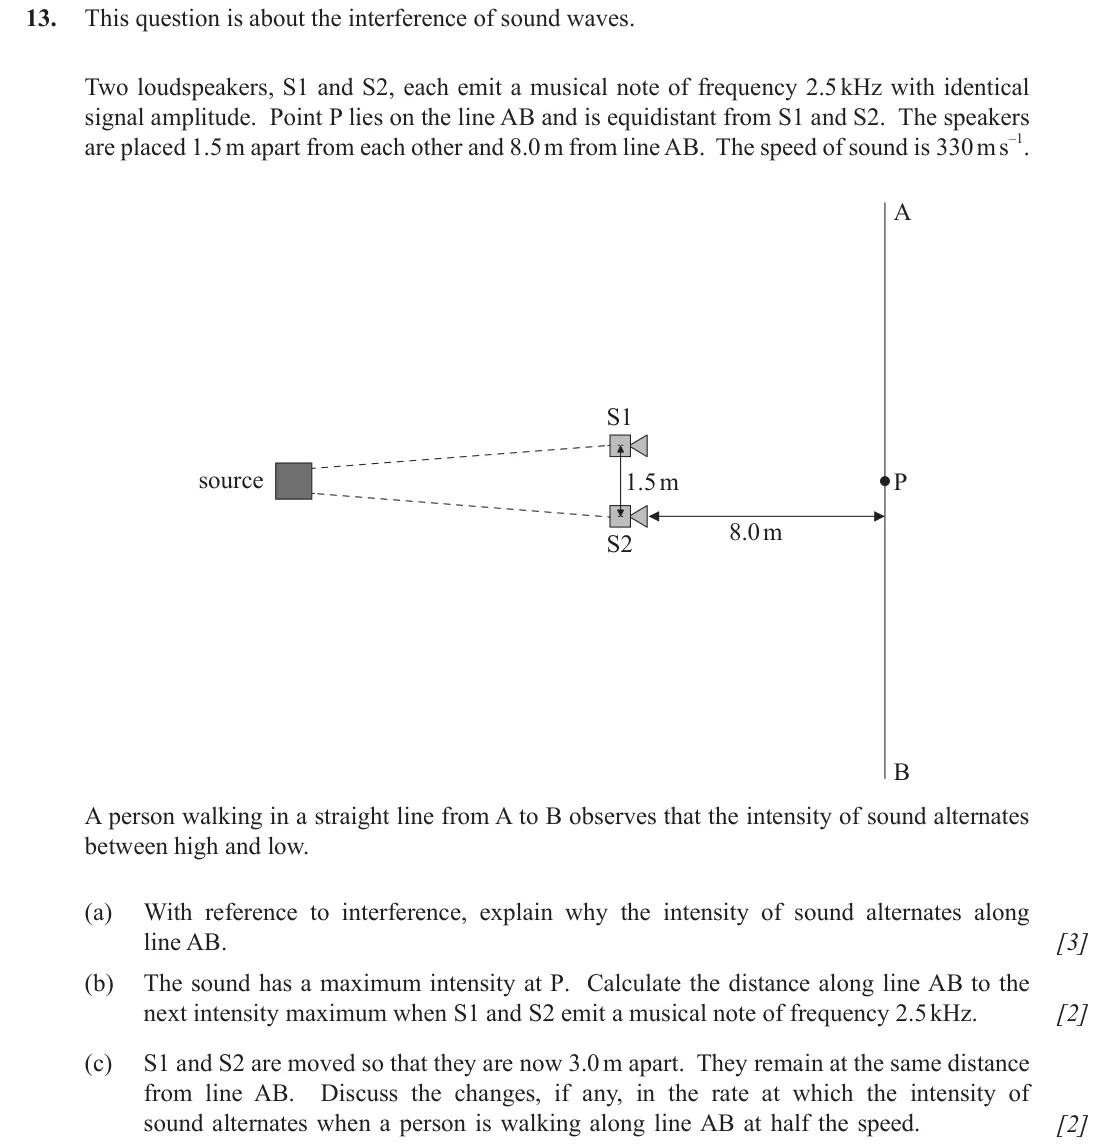 13. This question is about the interference of sound waves.
Two loudspeakers, S1 and S2, each emit a musical note of frequency 2.5 kHz with identical
signal amplitude. Point P lies on the line AB and is equidistant from S1 and S2. The speakers
are placed 1.5 m apart from each other and 8.0 m from line AB. The speed of sound is 330 m s⁻¹.
A
S1
source
1.5 m
P
8.0 m
S2
B
A person walking in a straight line from A to B observes that the intensity of sound alternates
between high and low.
(a) With reference to interference, explain why the intensity of sound alternates along
line AB. [3]
(b) The sound has a maximum intensity at P. Calculate the distance along line AB to the
next intensity maximum when S1 and S2 emit a musical note of frequency 2.5 kHz. [2]
(c) S1 and S2 are moved so that they are now 3.0 m apart. They remain at the same distance
from line AB. Discuss the changes, if any, in the rate at which the intensity of
sound alternates when a person is walking along line AB at half the speed. [2]